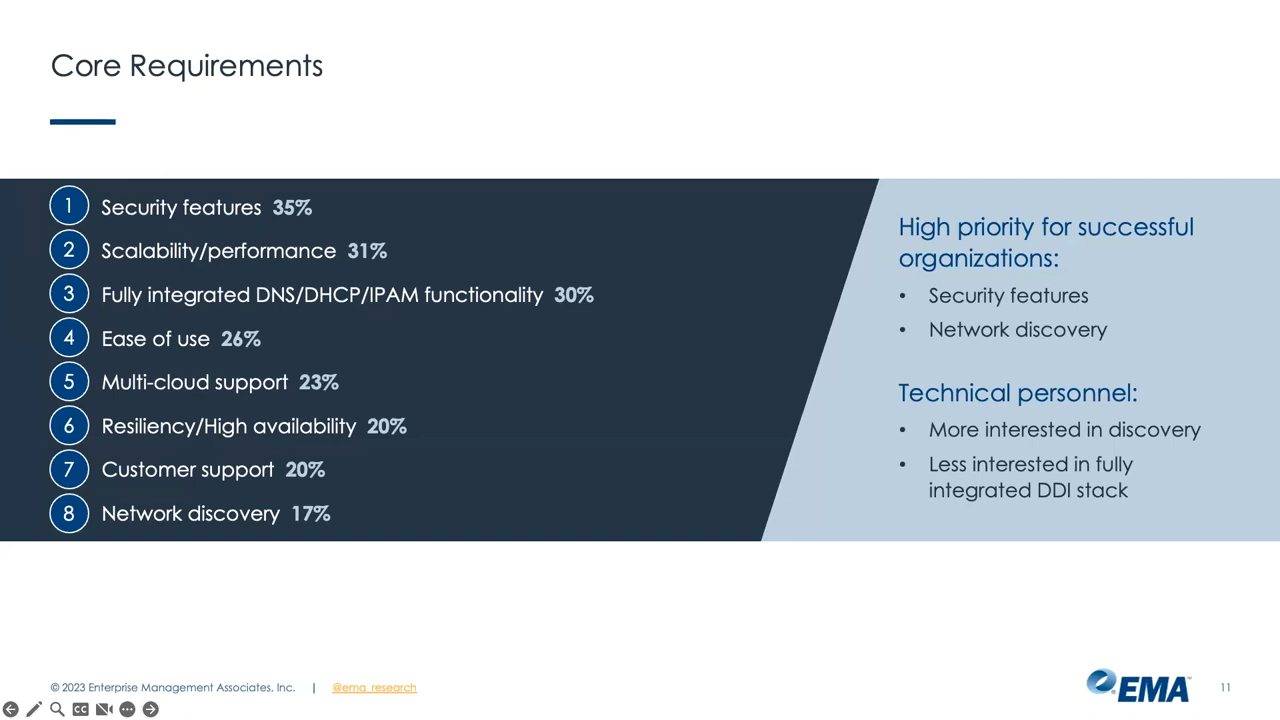 Core Requirements
1 Security features 35%
2 Scalability/performance 31%
3 Fully integrated DNS/DHCP/IPAM functionality 30%
4 Ease of use 26%
5 Multi-cloud support 23%
6 Resiliency/High availability 20%
7 Customer support 20%
8 Network discovery 17%
High priority for successful
organizations:
• Security features
• Network discovery
Technical personnel:
• More interested in discovery
• Less interested in fully
integrated DDI stack
© 2023 Enterprise Management Associates, Inc. | @ema_research
EMA
11
CC